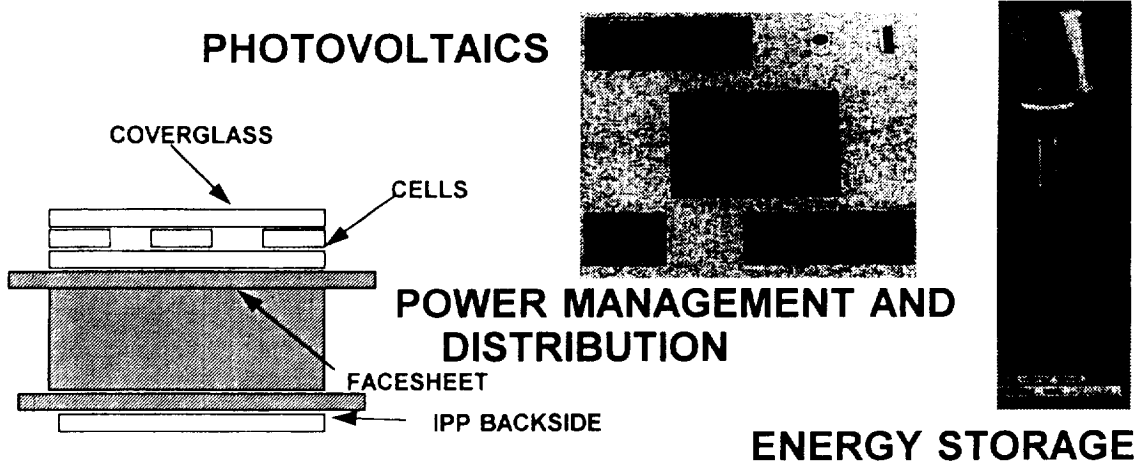 PHOTOVOLTAICS
COVERGLASS
CELLS
POWER MANAGEMENT AND
DISTRIBUTION
FACESHEET
IPP BACKSIDE
ENERGY STORAGE